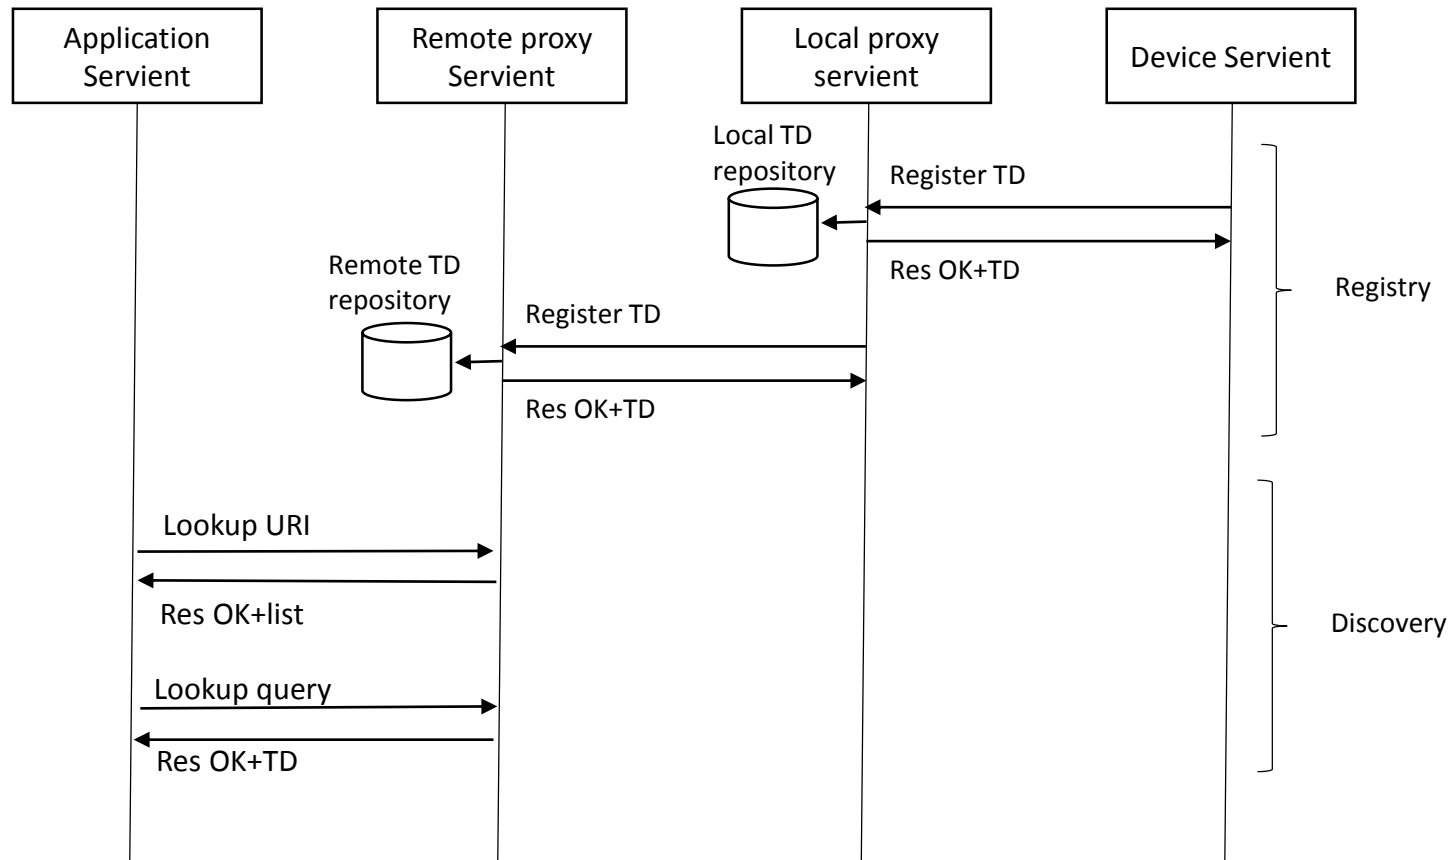 Application
Servient
Remote proxy
Servient
Local proxy
servient
Device Servient
Local TD
repository
Register TD
Res OK+TD
Remote TD
repository
Register TD
Res OK+TD
Registry
Lookup URI
Res OK+list
Lookup query
Res OK+TD
Discovery